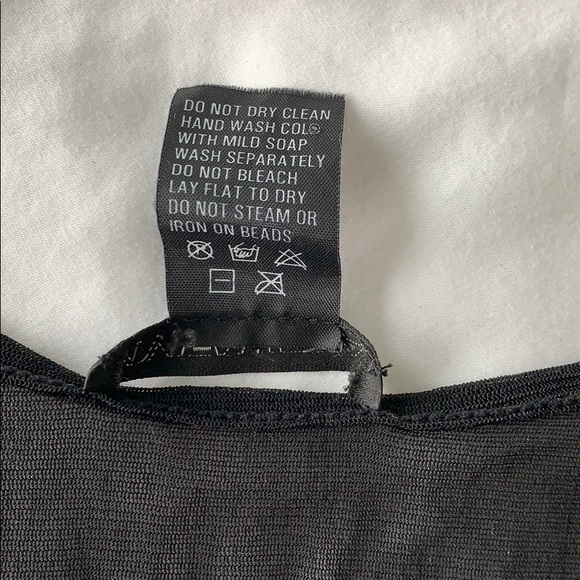 DO NOT DRY CLEAN
HAND WASH COLD
WITH MILD SOAP
WASH SEPARATELY
DO NOT BLEACH
LAY FLAT TO DRY
DO NOT STEAM OR
IRON ON BEADS